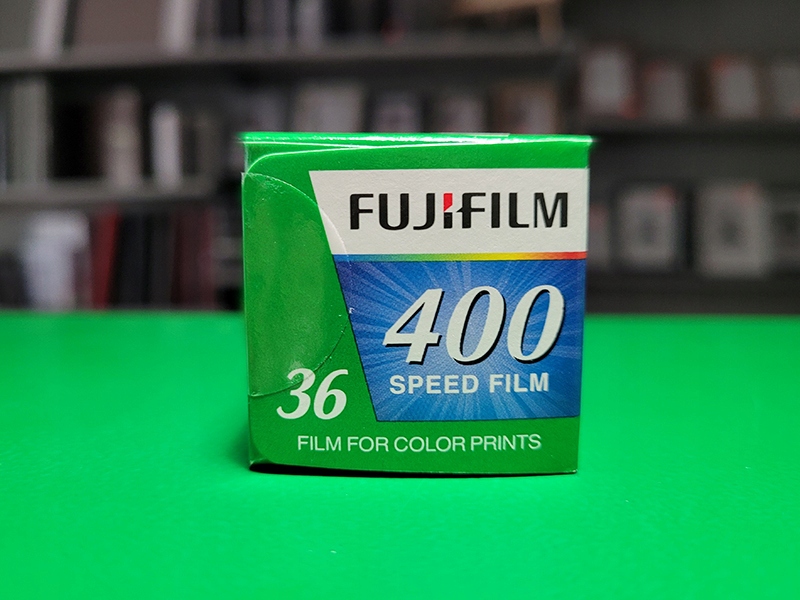 FUJIFILM
400
SPEED FILM
36
FILM FOR COLOR PRINTS